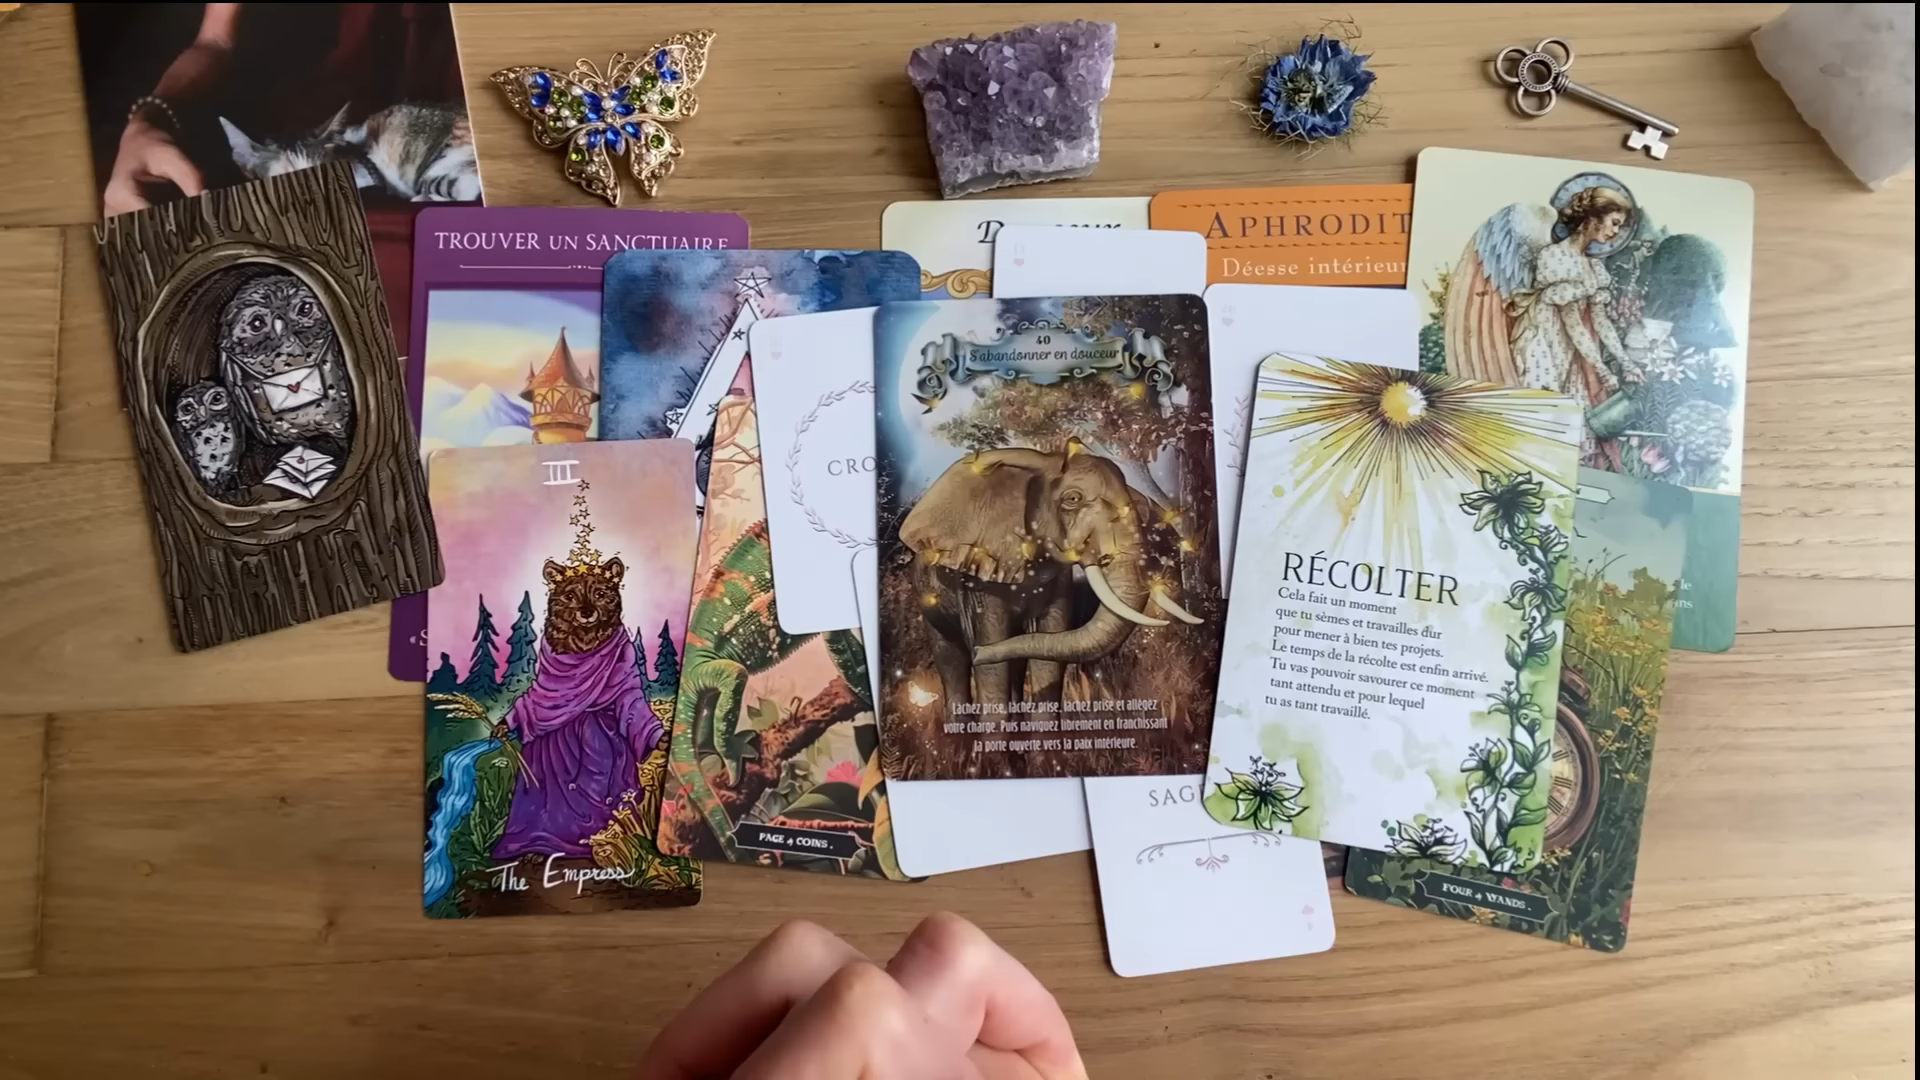 TROUVER UN SANCTUAIRE
APHRODIT
Déesse intérieur
40
S'abandonner en douceur
III
CRO
RÉCOLTER
Cela fait un moment
que tu sèmes et travailles dur
pour mener à bien tes projets.
Le temps de la récolte est enfin arrivé.
Tu vas pouvoir savourer ce moment
tant attendu et pour lequel
tu as tant travaillé.
Lâchez prise, lâchez prise, lâchez prise et allégez
votre charge. Puis naviguez librement en franchissant
la porte ouverte vers la paix intérieure.
SAG
PAGE of COINS.
The Empress
FOUR of WANDS.